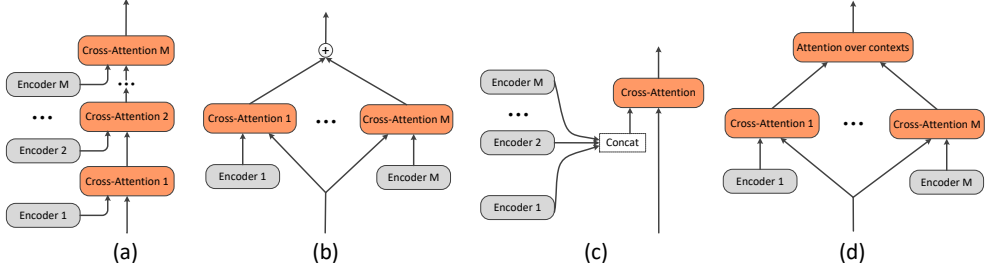 Cross-Attention M
Encoder M
...
...
Cross-Attention 2
Encoder 2
Cross-Attention 1
Encoder 1
(a)
+
Cross-Attention 1
...
Cross-Attention M
Encoder 1
Encoder M
(b)
Encoder M
...
Encoder 2
Encoder 1
Concat
Cross-Attention
(c)
Attention over contexts
Cross-Attention 1
...
Cross-Attention M
Encoder 1
Encoder M
(d)